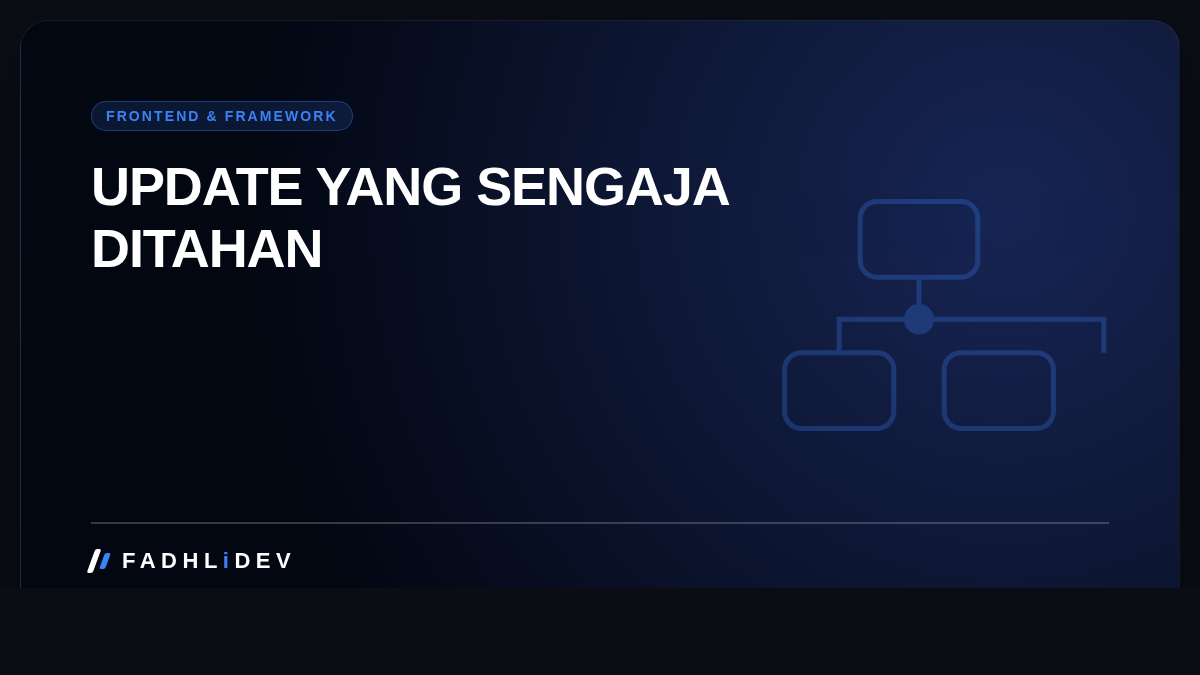 FRONTEND & FRAMEWORK
UPDATE YANG SENGAJA
DITAHAN
FADHLiDEV